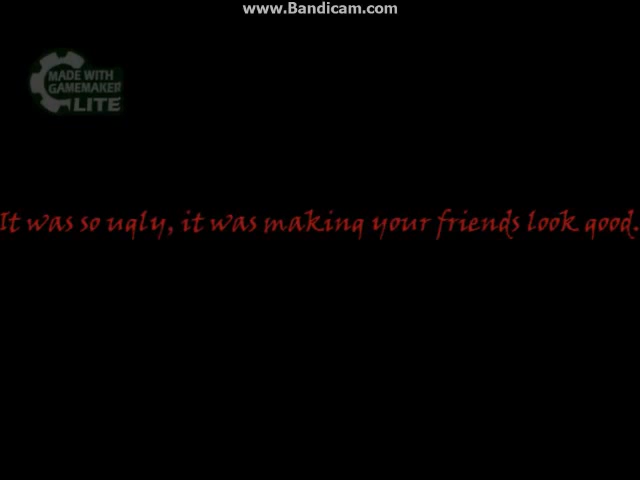 www.Bandicam.com
MADE WITH
GAMEMAKER
LITE
It was so ugly, it was making your friends look good.